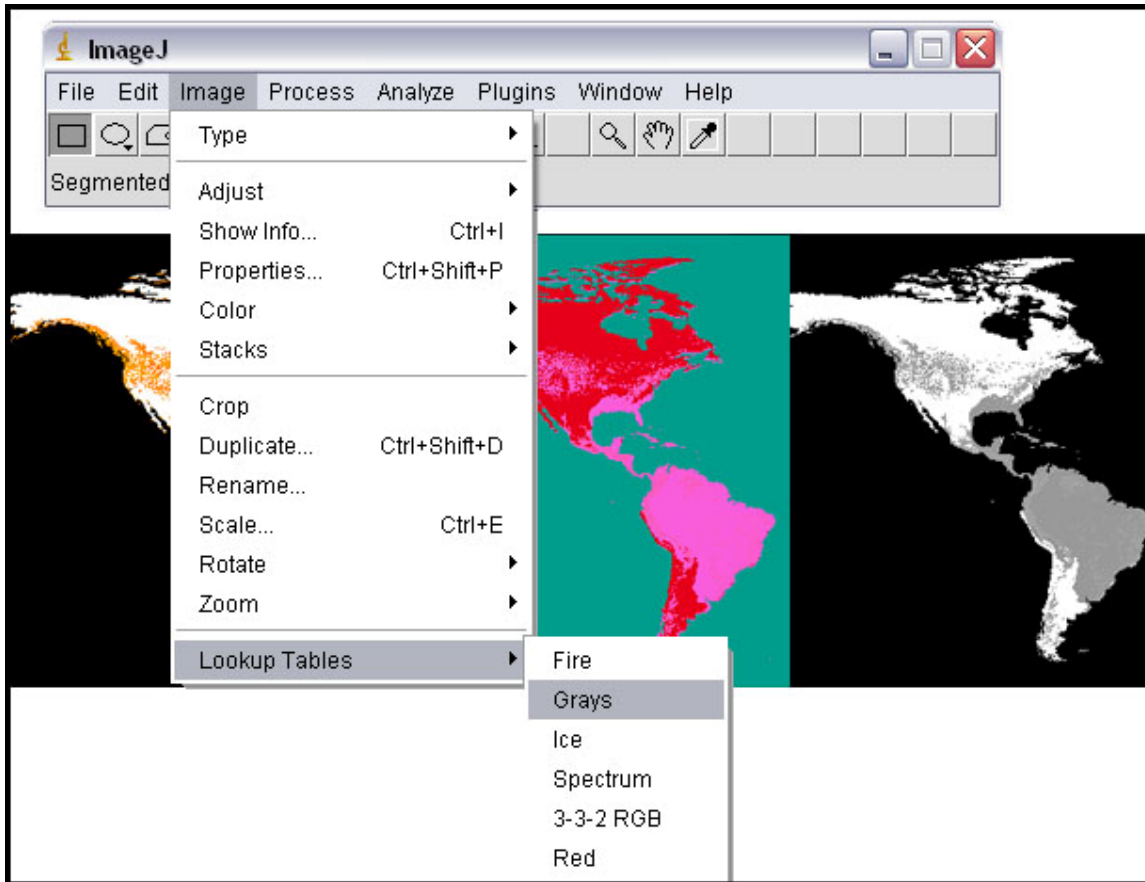 ImageJ
File Edit Image Process Analyze Plugins Window Help
Segmented
Type
Adjust
Show Info... Ctrl+I
Properties... Ctrl+Shift+P
Color
Stacks
Crop
Duplicate... Ctrl+Shift+D
Rename...
Scale... Ctrl+E
Rotate
Zoom
Lookup Tables
Fire
Grays
Ice
Spectrum
3-3-2 RGB
Red